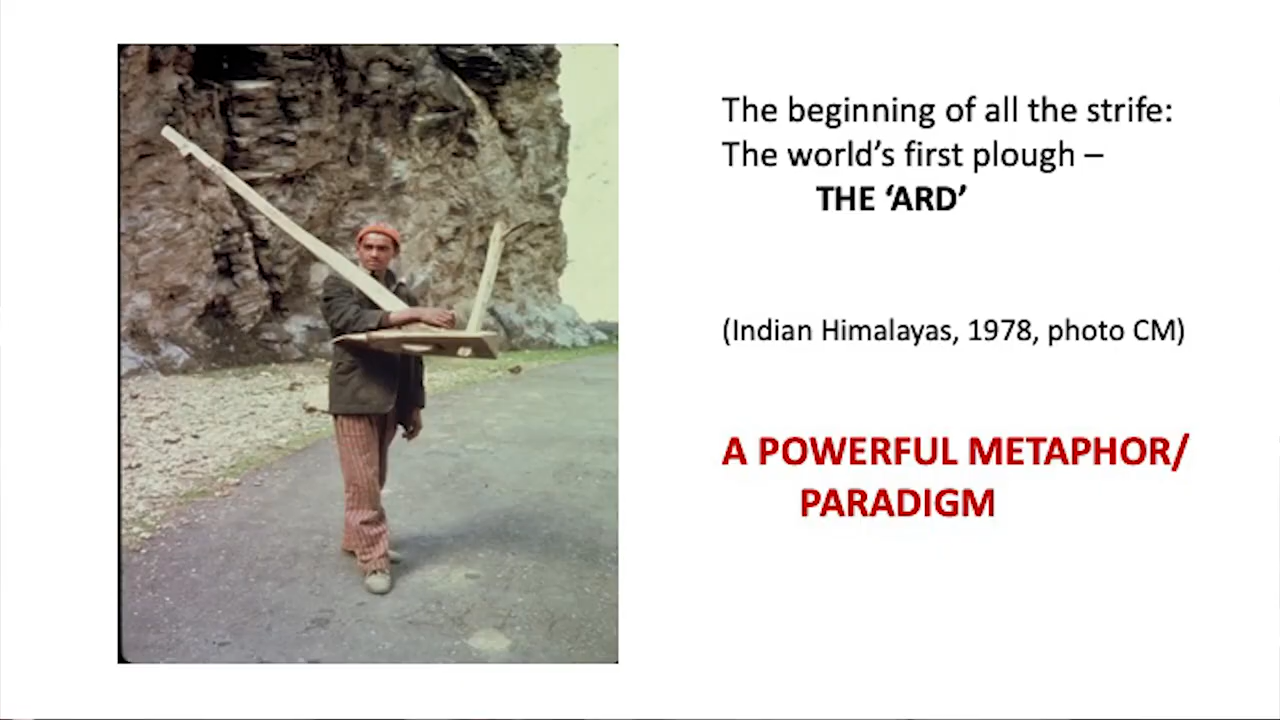 The beginning of all the strife:
The world’s first plough –
THE ‘ARD’
(Indian Himalayas, 1978, photo CM)
A POWERFUL METAPHOR/
PARADIGM